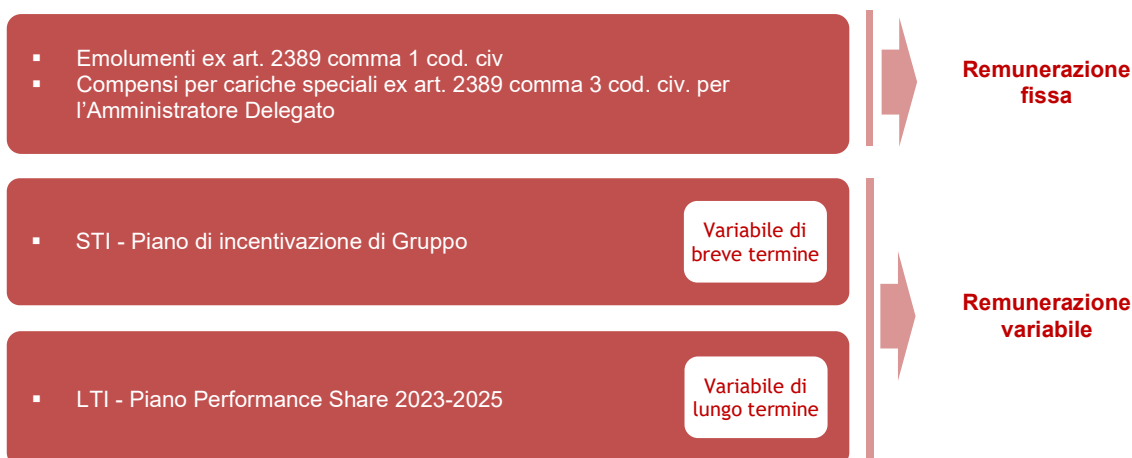 ▪ Emolumenti ex art. 2389 comma 1 cod. civ
▪ Compensi per cariche speciali ex art. 2389 comma 3 cod. civ. per
l’Amministratore Delegato
Remunerazione
fissa
▪ STI - Piano di incentivazione di Gruppo
Variabile di
breve termine
▪ LTI - Piano Performance Share 2023-2025
Variabile di
lungo termine
Remunerazione
variabile